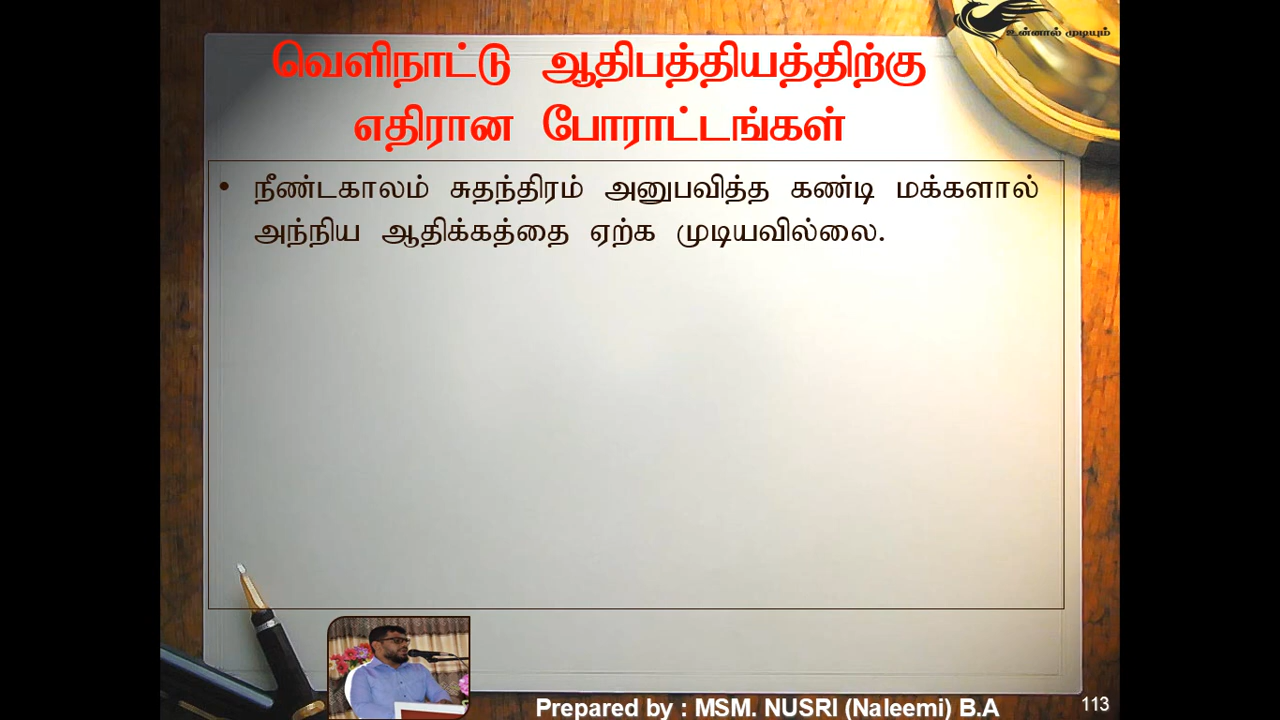 உன்னால் முடியும்
வெளிநாட்டு ஆதிபத்தியத்திற்கு
எதிரான போராட்டங்கள்
• நீண்டகாலம் சுதந்திரம் அனுபவித்த கண்டி மக்களால்
அந்நிய ஆதிக்கத்தை ஏற்க முடியவில்லை.
Prepared by : MSM. NUSRI (Naleemi) B.A
113